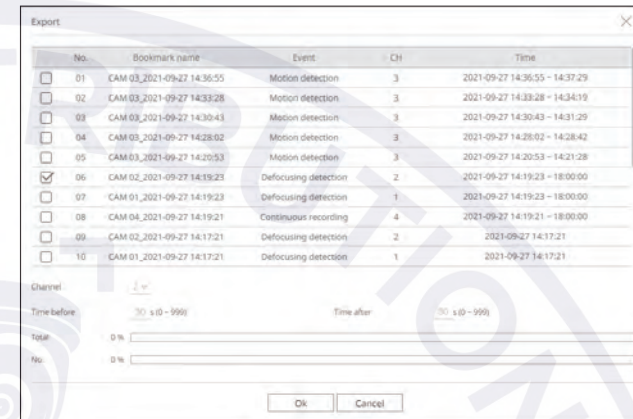 Export
No. Bookmark name Event CH Time
01 CAM 03_2021-09-27 14:36:55 Motion detection 3 2021-09-27 14:36:55 ~ 14:37:29
02 CAM 03_2021-09-27 14:33:28 Motion detection 3 2021-09-27 14:33:28 ~ 14:34:19
03 CAM 03_2021-09-27 14:30:43 Motion detection 3 2021-09-27 14:30:43 ~ 14:31:29
04 CAM 03_2021-09-27 14:28:02 Motion detection 3 2021-09-27 14:28:02 ~ 14:28:42
05 CAM 03_2021-09-27 14:20:53 Motion detection 3 2021-09-27 14:20:53 ~ 14:21:28
06 CAM 02_2021-09-27 14:19:23 Defocusing detection 2 2021-09-27 14:19:23 ~ 18:00:00
07 CAM 01_2021-09-27 14:19:23 Defocusing detection 1 2021-09-27 14:19:23 ~ 18:00:00
08 CAM 04_2021-09-27 14:19:21 Continuous recording 4 2021-09-27 14:19:21 ~ 18:00:00
09 CAM 02_2021-09-27 14:17:21 Defocusing detection 2 2021-09-27 14:17:21
10 CAM 01_2021-09-27 14:17:21 Defocusing detection 1 2021-09-27 14:17:21
Channel
Time before 30 s (0 ~ 999) Time after s (0 ~ 999)
Total 0 %
No. 0 %
Ok Cancel